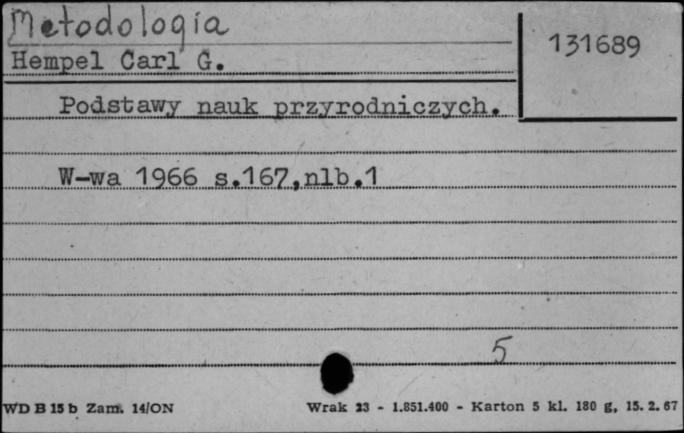 Metodologia
131689
Hempel Carl G.
Podstawy nauk przyrodniczych.
W-wa 1966 s.167,nlb.1
5
WD B 15 b Zam. 14/ON
Wrak 23 - 1.851.400 - Karton 5 kl. 180 g, 15. 2. 67